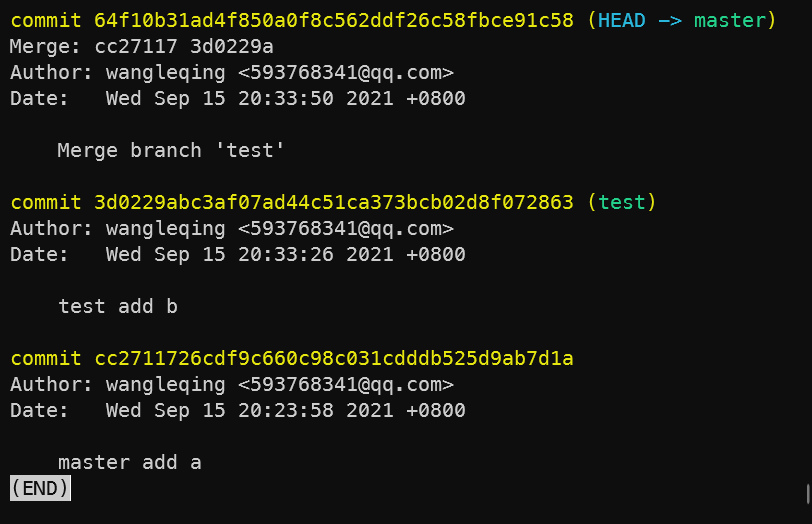 commit 64f10b31ad4f850a0f8c562ddf26c58fbce91c58 (HEAD -> master)
Merge: cc27117 3d0229a
Author: wangleqing <593768341@qq.com>
Date:   Wed Sep 15 20:33:50 2021 +0800
    Merge branch 'test'
commit 3d0229abc3af07ad44c51ca373bcb02d8f072863 (test)
Author: wangleqing <593768341@qq.com>
Date:   Wed Sep 15 20:33:26 2021 +0800
    test add b
commit cc2711726cdf9c660c98c031cdddb525d9ab7d1a
Author: wangleqing <593768341@qq.com>
Date:   Wed Sep 15 20:23:58 2021 +0800
    master add a
(END)